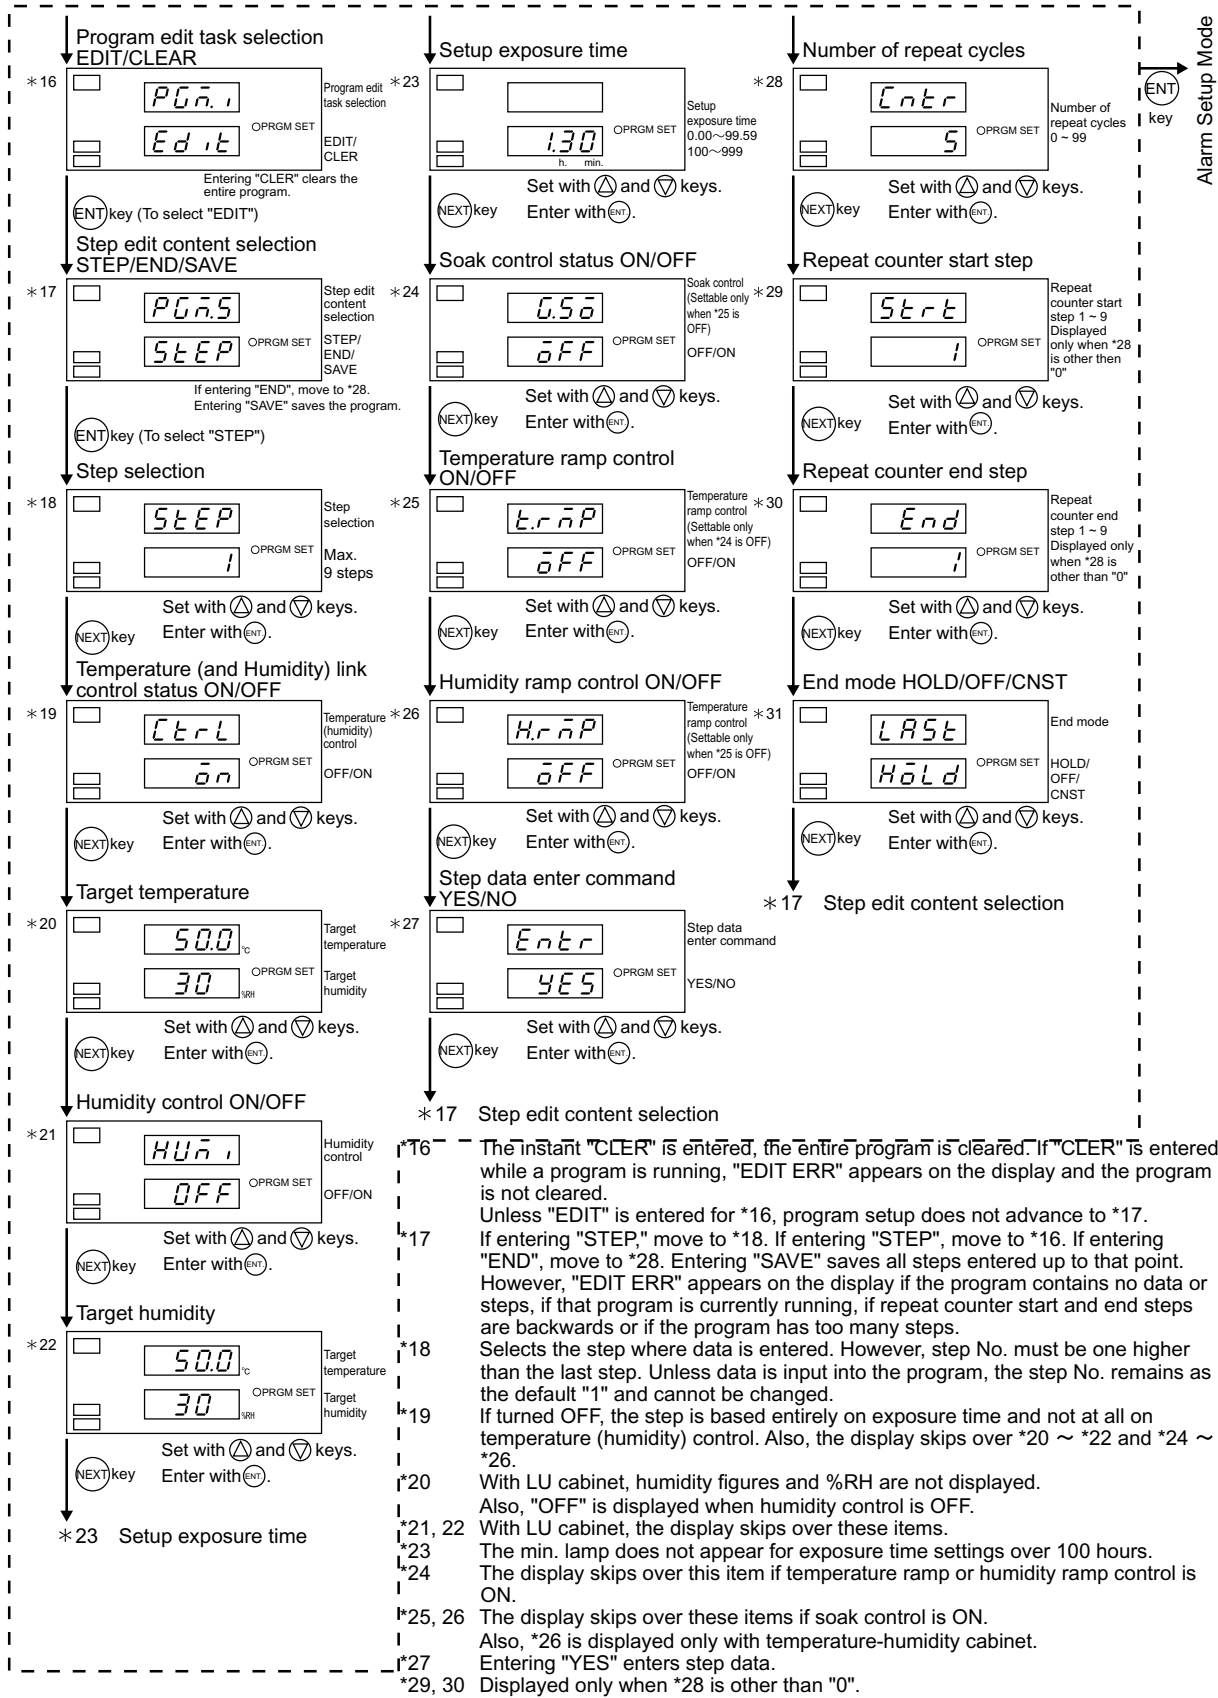 Program edit task selection
EDIT/CLEAR
*16
PGM. i
Edit
OPRGM SET
Program edit
task selection
EDIT/
CLER
Entering "CLER" clears the
entire program.
ENT key (To select "EDIT")
Step edit content selection
STEP/END/SAVE
*17
PGM.S
StEP
OPRGM SET
Step edit
content
selection
STEP/
END/
SAVE
If entering "END", move to *28.
Entering "SAVE" saves the program.
ENT key (To select "STEP")
Step selection
*18
StEP
1
OPRGM SET
Step
selection
Max.
9 steps
Set with △ and ▽ keys.
NEXT key Enter with ENT.
Temperature (and Humidity) link
control status ON/OFF
*19
CtrL
on
OPRGM SET
Temperature
(humidity)
control
OFF/ON
Set with △ and ▽ keys.
NEXT key Enter with ENT.
Target temperature
*20
50.0 °C
30 %RH
OPRGM SET
Target
temperature
Target
humidity
Set with △ and ▽ keys.
NEXT key Enter with ENT.
Humidity control ON/OFF
*21
HUM i
OFF
OPRGM SET
Humidity
control
OFF/ON
Set with △ and ▽ keys.
NEXT key Enter with ENT.
Target humidity
*22
50.0 °C
30 %RH
OPRGM SET
Target
temperature
Target
humidity
Set with △ and ▽ keys.
NEXT key Enter with ENT.
*23 Setup exposure time
Setup exposure time
*23
1.30
h. min.
OPRGM SET
Setup
exposure time
0.00～99.59
100～999
Set with △ and ▽ keys.
NEXT key Enter with ENT.
Soak control status ON/OFF
*24
G.So
oFF
OPRGM SET
Soak control
(Settable only
when *25 is
OFF)
OFF/ON
Set with △ and ▽ keys.
NEXT key Enter with ENT.
Temperature ramp control
ON/OFF
*25
t.rmP
oFF
OPRGM SET
Temperature
ramp control
(Settable only
when *24 is OFF)
OFF/ON
Set with △ and ▽ keys.
NEXT key Enter with ENT.
Humidity ramp control ON/OFF
*26
H.rmP
oFF
OPRGM SET
Temperature
ramp control
(Settable only
when *25 is OFF)
OFF/ON
Set with △ and ▽ keys.
NEXT key Enter with ENT.
Step data enter command
YES/NO
*27
Entr
YES
OPRGM SET
Step data
enter command
YES/NO
Set with △ and ▽ keys.
NEXT key Enter with ENT.
*17 Step edit content selection
Number of repeat cycles
*28
Cntr
5
OPRGM SET
Number of
repeat cycles
0 ~ 99
Set with △ and ▽ keys.
NEXT key Enter with ENT.
Repeat counter start step
*29
Strt
1
OPRGM SET
Repeat
counter start
step 1 ~ 9
Displayed
only when *28
is other then
"0"
Set with △ and ▽ keys.
NEXT key Enter with ENT.
Repeat counter end step
*30
End
1
OPRGM SET
Repeat
counter end
step 1 ~ 9
Displayed only
when *28 is
other than "0"
Set with △ and ▽ keys.
NEXT key Enter with ENT.
End mode HOLD/OFF/CNST
*31
LASt
HoLd
OPRGM SET
End mode
HOLD/
OFF/
CNST
Set with △ and ▽ keys.
NEXT key Enter with ENT.
*17 Step edit content selection
ENT
key
Alarm Setup Mode
*16 The instant "CLER" is entered, the entire program is cleared. If "CLER" is entered
while a program is running, "EDIT ERR" appears on the display and the program
is not cleared.
Unless "EDIT" is entered for *16, program setup does not advance to *17.
*17 If entering "STEP," move to *18. If entering "STEP", move to *16. If entering
"END", move to *28. Entering "SAVE" saves all steps entered up to that point.
However, "EDIT ERR" appears on the display if the program contains no data or
steps, if that program is currently running, if repeat counter start and end steps
are backwards or if the program has too many steps.
*18 Selects the step where data is entered. However, step No. must be one higher
than the last step. Unless data is input into the program, the step No. remains as
the default "1" and cannot be changed.
*19 If turned OFF, the step is based entirely on exposure time and not at all on
temperature (humidity) control. Also, the display skips over *20 ～ *22 and *24 ～
*26.
*20 With LU cabinet, humidity figures and %RH are not displayed.
Also, "OFF" is displayed when humidity control is OFF.
*21, 22 With LU cabinet, the display skips over these items.
*23 The min. lamp does not appear for exposure time settings over 100 hours.
*24 The display skips over this item if temperature ramp or humidity ramp control is
ON.
*25, 26 The display skips over these items if soak control is ON.
Also, *26 is displayed only with temperature-humidity cabinet.
*27 Entering "YES" enters step data.
*29, 30 Displayed only when *28 is other than "0".